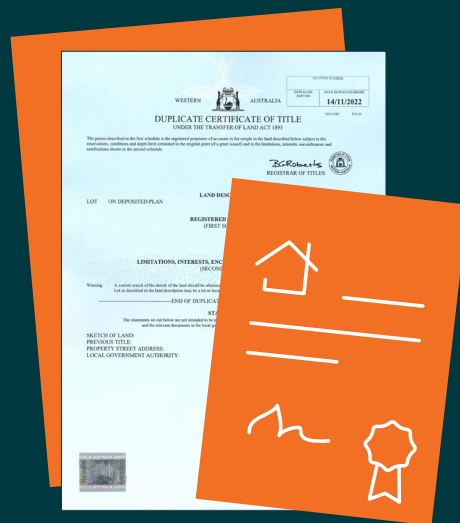 REGISTER NUMBER
DUPLICATE EDITION
DATE DUPLICATE ISSUED
14/11/2022
VOLUME FOLIO
WESTERN AUSTRALIA
DUPLICATE CERTIFICATE OF TITLE
UNDER THE TRANSFER OF LAND ACT 1893
The person described in the first schedule is the registered proprietor of an estate in fee simple in the land described below subject to the
reservations, conditions and depth limit contained in the original grant (if a grant issued) and to the limitations, interests, encumbrances and
notifications shown in the second schedule.
BGRoberts
REGISTRAR OF TITLES
LAND DESC
LOT ON DEPOSITED PLAN
REGISTERED
(FIRST S
LIMITATIONS, INTERESTS, ENC
(SECON
Warning: A current search of the sketch of the land should be obtained
Lot as described in the land description may be a lot or locat
END OF DUPLICAT
STA
The statements set out below are not intended to be
and the relevant documents or for local g
SKETCH OF LAND:
PREVIOUS TITLE:
PROPERTY STREET ADDRESS:
LOCAL GOVERNMENT AUTHORITY: